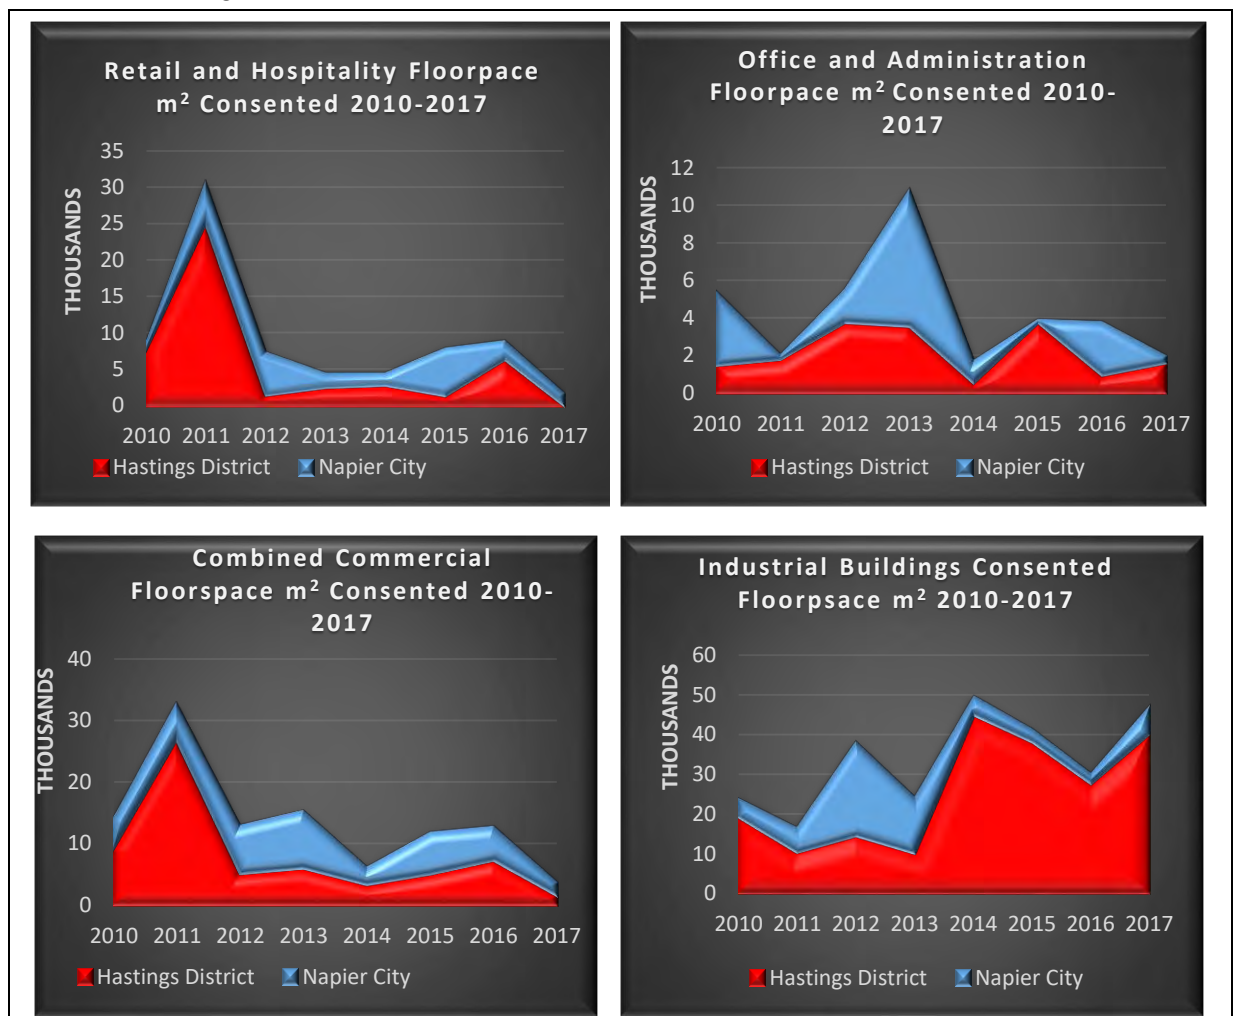 Retail and Hospitality Floorpace
m² Consented 2010-2017
THOUSANDS
35
30
25
20
15
10
5
0
2010 2011 2012 2013 2014 2015 2016 2017
Hastings District Napier City
Office and Administration
Floorpace m² Consented 2010-
2017
THOUSANDS
12
10
8
6
4
2
0
2010 2011 2012 2013 2014 2015 2016 2017
Hastings District Napier City
Combined Commercial
Floorspace m² Consented 2010-
2017
THOUSANDS
40
30
20
10
0
2010 2011 2012 2013 2014 2015 2016 2017
Hastings District Napier City
Industrial Buildings Consented
Floorpsace m² 2010-2017
THOUSANDS
60
50
40
30
20
10
0
2010 2011 2012 2013 2014 2015 2016 2017
Hastings District Napier City